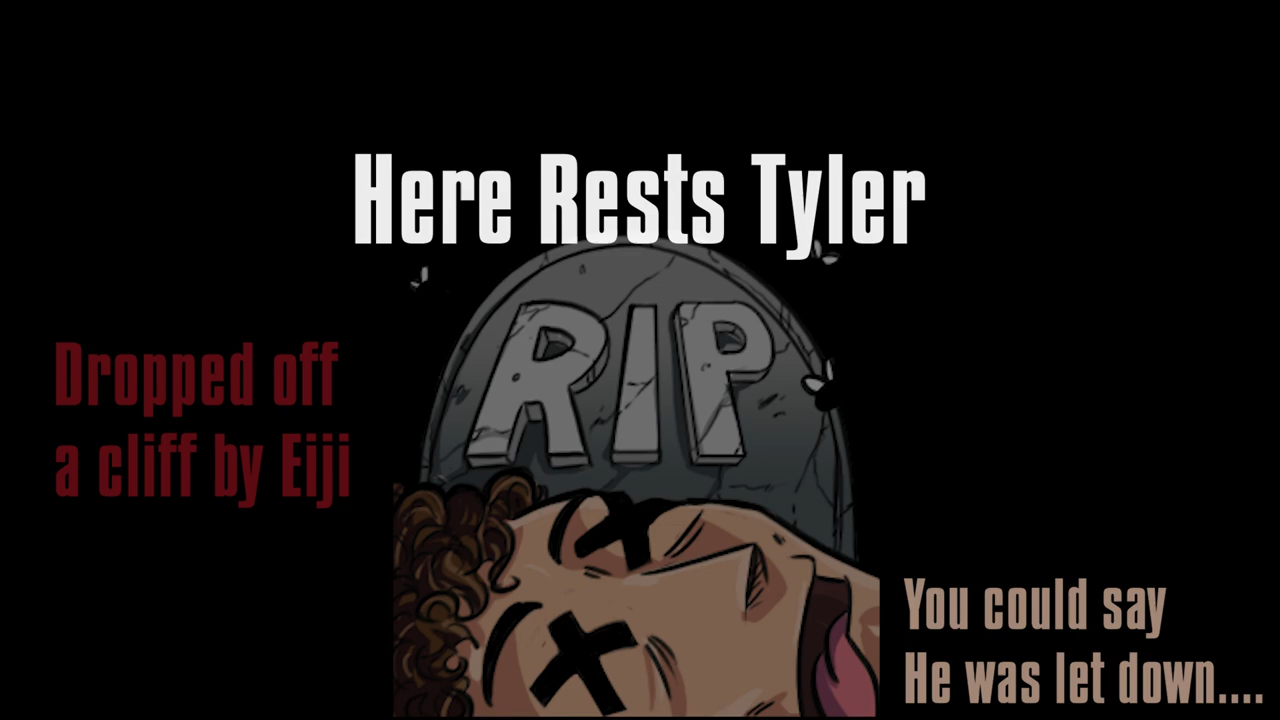 Here Rests Tyler
RIP
Dropped off
a cliff by Eiji
You could say
He was let down....